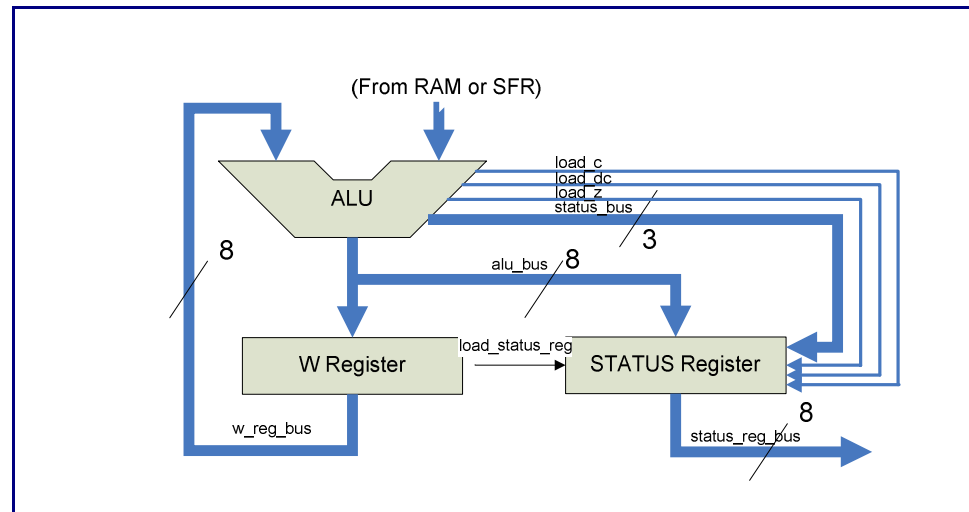 (From RAM or SFR)
load_c
load_dc
load_z
status_bus
ALU
3
8
alu_bus
8
load_status_reg
W Register
STATUS Register
w_reg_bus
status_reg_bus
8